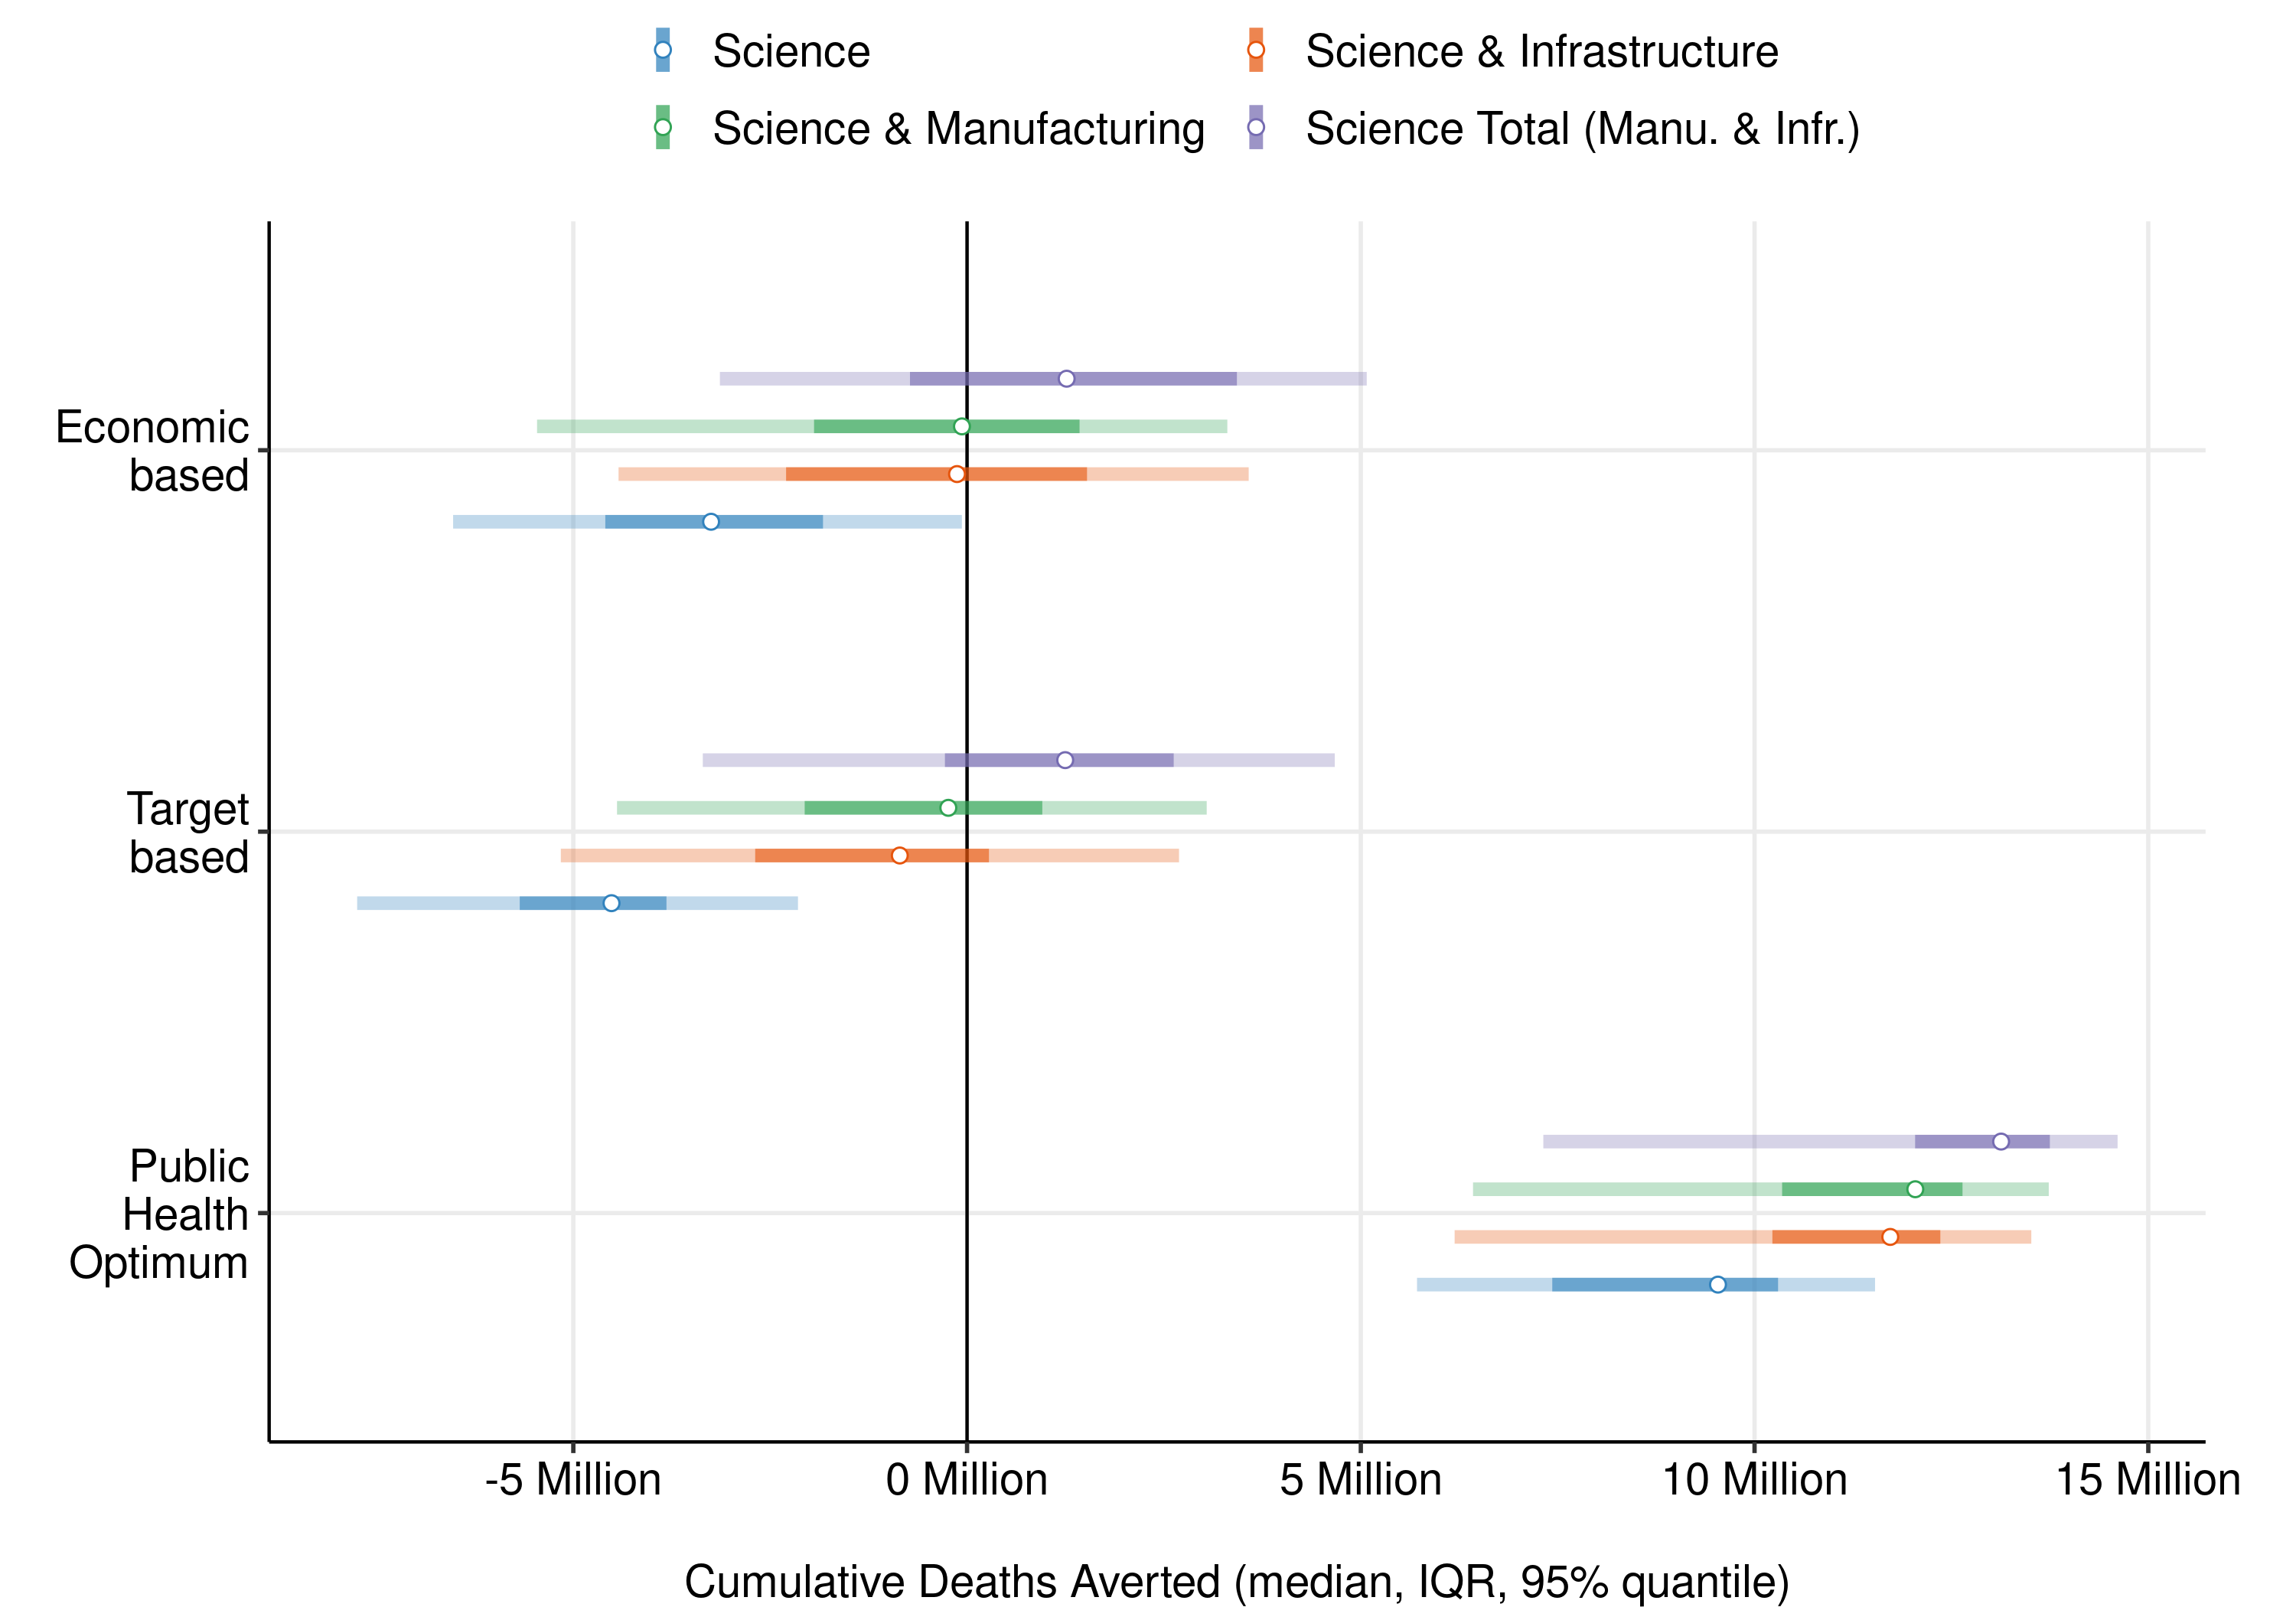 Science
Science & Infrastructure
Science & Manufacturing
Science Total (Manu. & Infr.)
Economic
based
Target
based
Public
Health
Optimum
-5 Million
0 Million
5 Million
10 Million
15 Million
Cumulative Deaths Averted (median, IQR, 95% quantile)